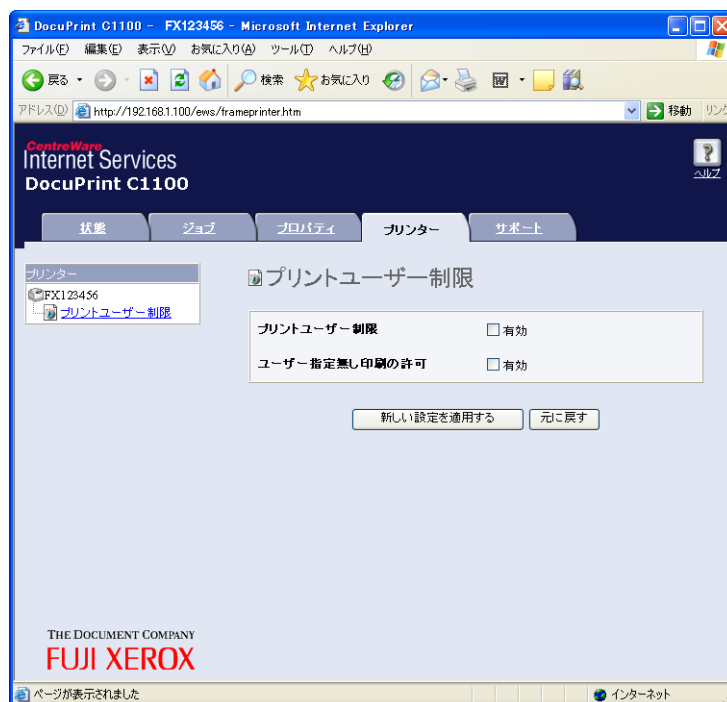 DocuPrint C1100 - FX123456 - Microsoft Internet Explorer
ファイル(F) 編集(E) 表示(V) お気に入り(A) ツール(T) ヘルプ(H)
戻る 検索 お気に入り
アドレス(D) http://192.168.1.100/ews/frameprinter.htm 移動 リンク
CentreWare
Internet Services
DocuPrint C1100
ヘルプ
状態 ジョブ プロパティ プリンター サポート
プリンター
FX123456
プリントユーザー制限
プリントユーザー制限
プリントユーザー制限 有効
ユーザー指定無し印刷の許可 有効
新しい設定を適用する 元に戻す
THE DOCUMENT COMPANY
FUJI XEROX
ページが表示されました インターネット